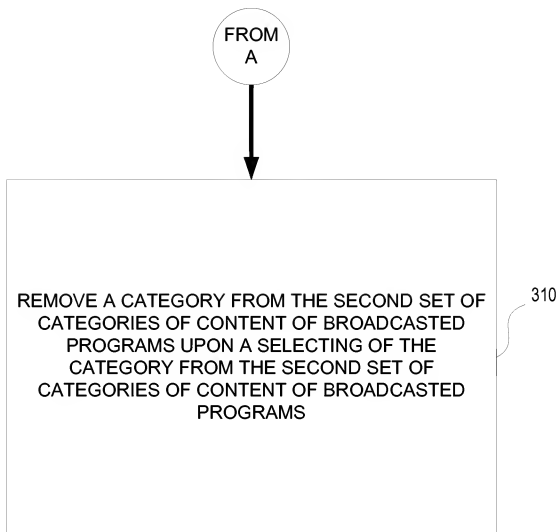 FROM
A
REMOVE A CATEGORY FROM THE SECOND SET OF
CATEGORIES OF CONTENT OF BROADCASTED
PROGRAMS UPON A SELECTING OF THE
CATEGORY FROM THE SECOND SET OF
CATEGORIES OF CONTENT OF BROADCASTED
PROGRAMS
310